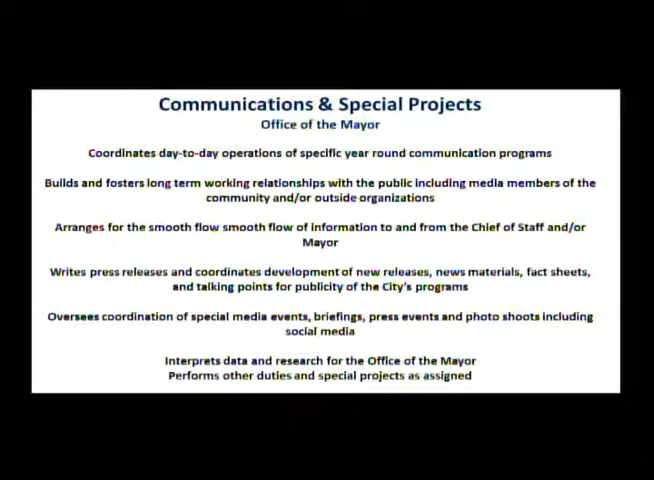 Communications & Special Projects
Office of the Mayor
Coordinates day-to-day operations of specific year round communication programs
Builds and fosters long term working relationships with the public including media members of the
community and/or outside organizations
Arranges for the smooth flow smooth flow of information to and from the Chief of Staff and/or
Mayor
Writes press releases and coordinates development of new releases, news materials, fact sheets,
and talking points for publicity of the City's programs
Oversees coordination of special media events, briefings, press events and photo shoots including
social media
Interprets data and research for the Office of the Mayor
Performs other duties and special projects as assigned